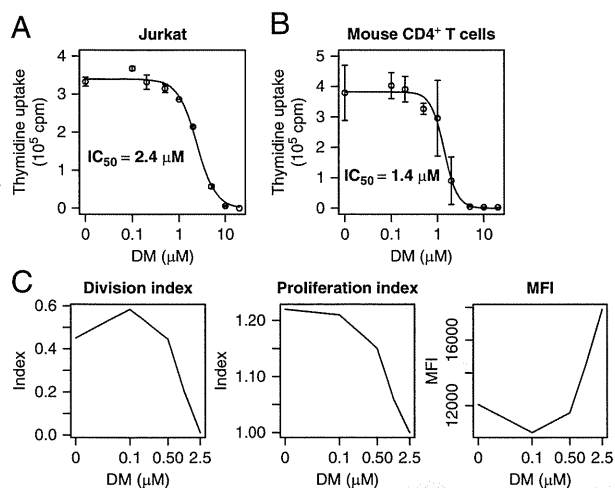 A
Jurkat
Thymidine uptake
(10⁵ cpm)
4
3
2
1
0
IC₅₀ = 2.4 µM
0 0.1 1 10
DM (µM)
B
Mouse CD4⁺ T cells
Thymidine uptake
(10⁵ cpm)
5
4
3
2
1
0
IC₅₀ = 1.4 µM
0 0.1 1 10
DM (µM)
C
Division index
Index
0.6
0.4
0.2
0.0
0 0.1 0.50 2.5
DM (µM)
Proliferation index
Index
1.20
1.10
1.00
0 0.1 0.50 2.5
DM (µM)
MFI
MFI
16000
12000
0 0.1 0.50 2.5
DM (µM)